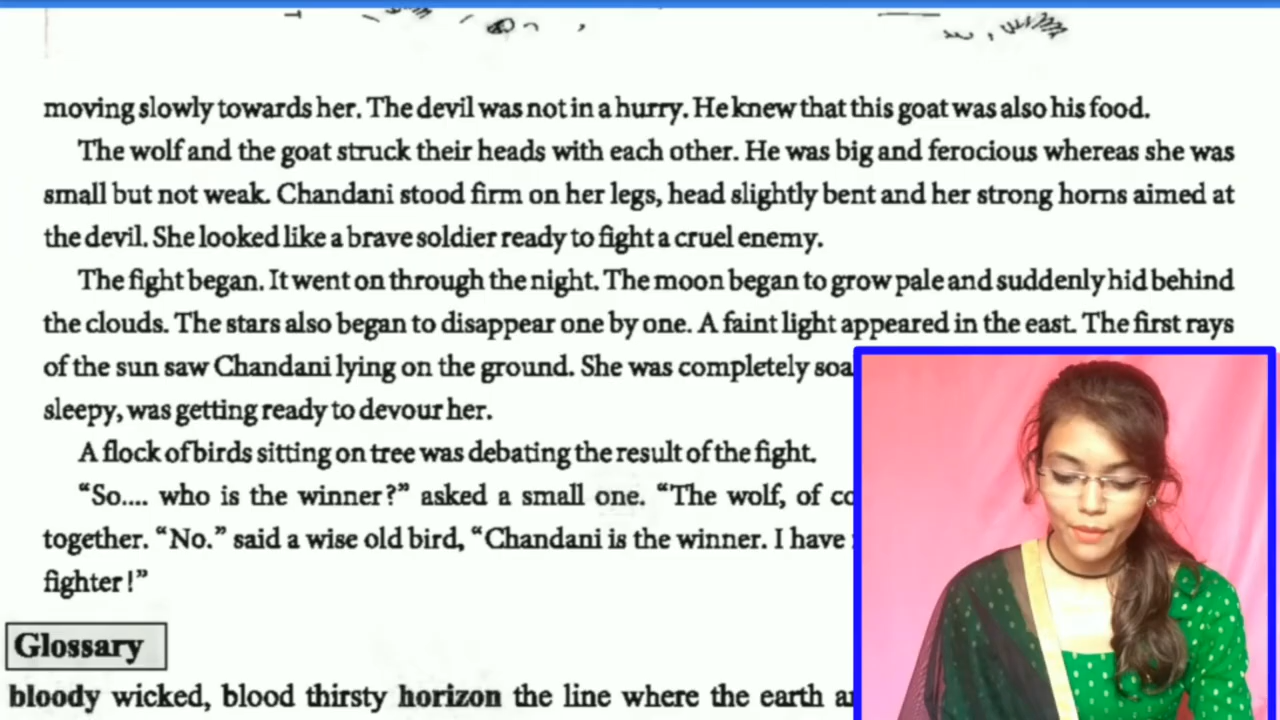 moving slowly towards her. The devil was not in a hurry. He knew that this goat was also his food.
The wolf and the goat struck their heads with each other. He was big and ferocious whereas she was
small but not weak. Chandani stood firm on her legs, head slightly bent and her strong horns aimed at
the devil. She looked like a brave soldier ready to fight a cruel enemy.
The fight began. It went on through the night. The moon began to grow pale and suddenly hid behind
the clouds. The stars also began to disappear one by one. A faint light appeared in the east. The first rays
of the sun saw Chandani lying on the ground. She was completely
sleepy, was getting ready to devour her.
A flock of birds sitting on tree was debating the result of the fight.
“So.... who is the winner?” asked a small one. “The wolf, of
together. “No.” said a wise old bird, “Chandani is the winner. I have
fighter!”
Glossary
bloody wicked, blood thirsty horizon the line where the earth